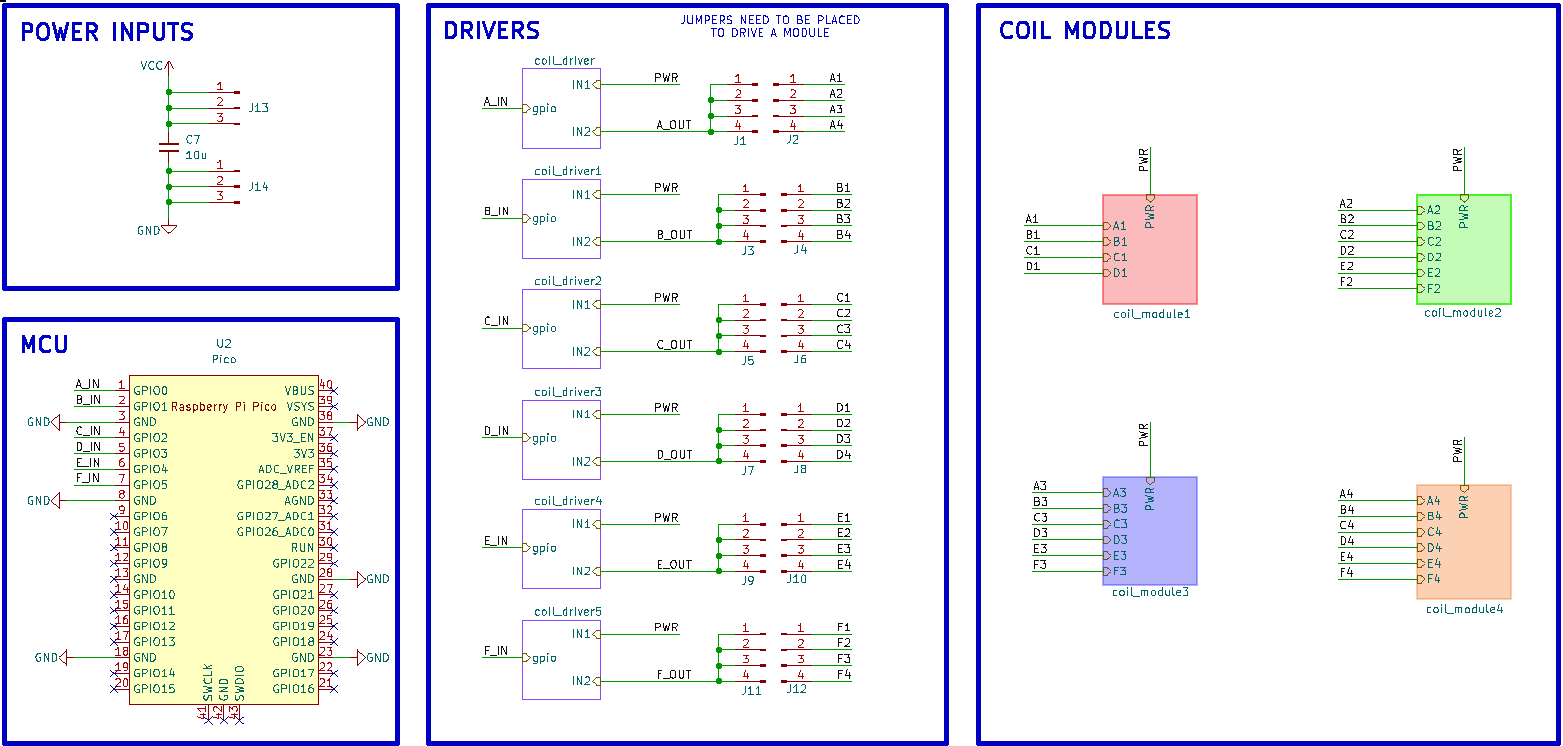 POWER INPUTS
VCC
1
2
3
J13
C7
10u
1
2
3
J14
GND
MCU
U2
Pico
Raspberry Pi Pico
A_IN 1 GPIO0
B_IN 2 GPIO1
GND 3 GND
C_IN 4 GPIO2
D_IN 5 GPIO3
E_IN 6 GPIO4
F_IN 7 GPIO5
GND 8 GND
9 GPIO6
10 GPIO7
11 GPIO8
12 GPIO9
13 GND
14 GPIO10
15 GPIO11
16 GPIO12
17 GPIO13
GND 18 GND
19 GPIO14
20 GPIO15
VBUS 40
VSYS 39
GND 38 GND
3V3_EN 37
3V3 36
ADC_VREF 35
GPIO28_ADC2 34
AGND 33
GPIO27_ADC1 32
GPIO26_ADC0 31
RUN 30
GPIO22 29
GND 28 GND
GPIO21 27
GPIO20 26
GPIO19 25
GPIO18 24
GND 23 GND
GPIO17 22
GPIO16 21
SWCLK 41
GND 42
SWDIO 43
DRIVERS
JUMPERS NEED TO BE PLACED
TO DRIVE A MODULE
coil_driver
IN1 PWR 1 1 A1
2 2 A2
A_IN gpio
3 3 A3
IN2 A_OUT 4 4 A4
J1 J2
coil_driver1
IN1 PWR 1 1 B1
2 2 B2
B_IN gpio
3 3 B3
IN2 B_OUT 4 4 B4
J3 J4
coil_driver2
IN1 PWR 1 1 C1
2 2 C2
C_IN gpio
3 3 C3
IN2 C_OUT 4 4 C4
J5 J6
coil_driver3
IN1 PWR 1 1 D1
2 2 D2
D_IN gpio
3 3 D3
IN2 D_OUT 4 4 D4
J7 J8
coil_driver4
IN1 PWR 1 1 E1
2 2 E2
E_IN gpio
3 3 E3
IN2 E_OUT 4 4 E4
J9 J10
coil_driver5
IN1 PWR 1 1 F1
2 2 F2
F_IN gpio
3 3 F3
IN2 F_OUT 4 4 F4
J11 J12
COIL MODULES
PWR
PWR
A1 A1
B1 B1
C1 C1
D1 D1
coil_module1
PWR
PWR
A2 A2
B2 B2
C2 C2
D2 D2
E2 E2
F2 F2
coil_module2
PWR
PWR
A3 A3
B3 B3
C3 C3
D3 D3
E3 E3
F3 F3
coil_module3
PWR
PWR
A4 A4
B4 B4
C4 C4
D4 D4
E4 E4
F4 F4
coil_module4